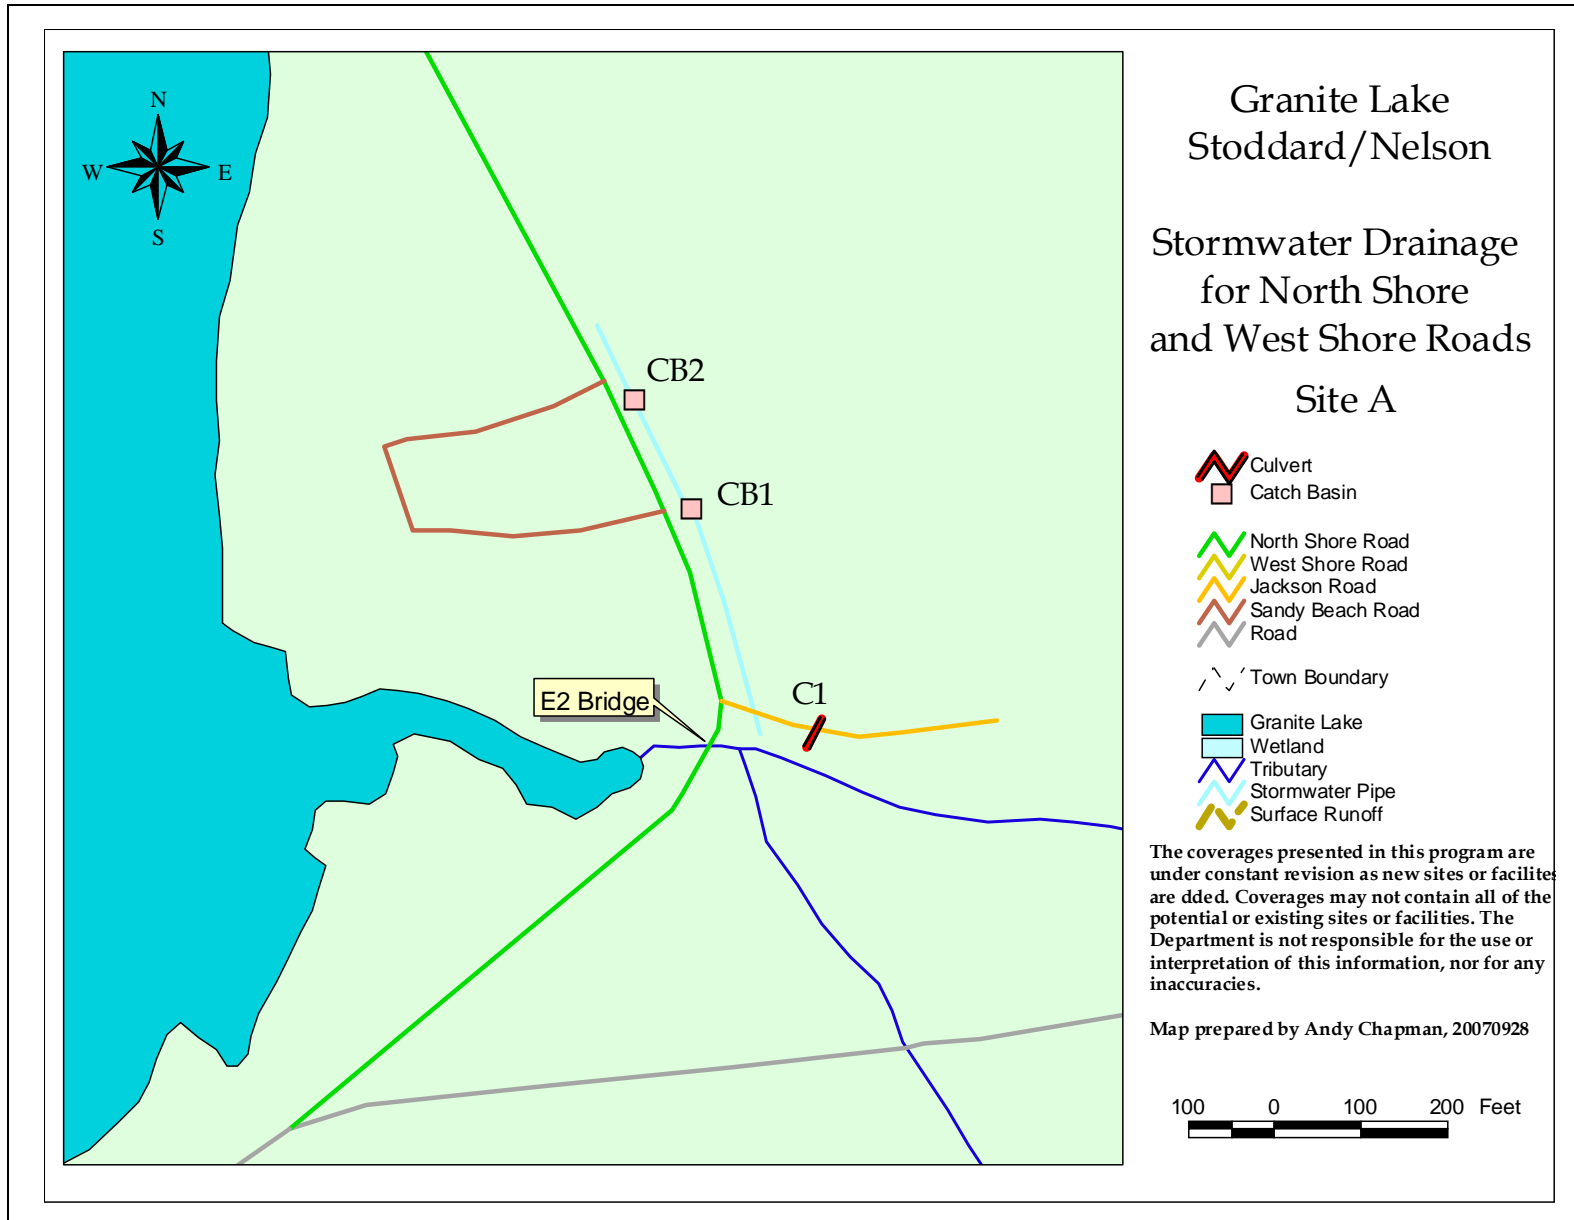 Granite Lake
Stoddard/Nelson
Stormwater Drainage
for North Shore
and West Shore Roads
Site A
N
W
E
S
CB2
CB1
C1
E2 Bridge
Culvert
Catch Basin
North Shore Road
West Shore Road
Jackson Road
Sandy Beach Road
Road
Town Boundary
Granite Lake
Wetland
Tributary
Stormwater Pipe
Surface Runoff
The coverages presented in this program are
under constant revision as new sites or facilites
are dded. Coverages may not contain all of the
potential or existing sites or facilities. The
Department is not responsible for the use or
interpretation of this information, nor for any
inaccuracies.
Map prepared by Andy Chapman, 20070928
100 0 100 200 Feet